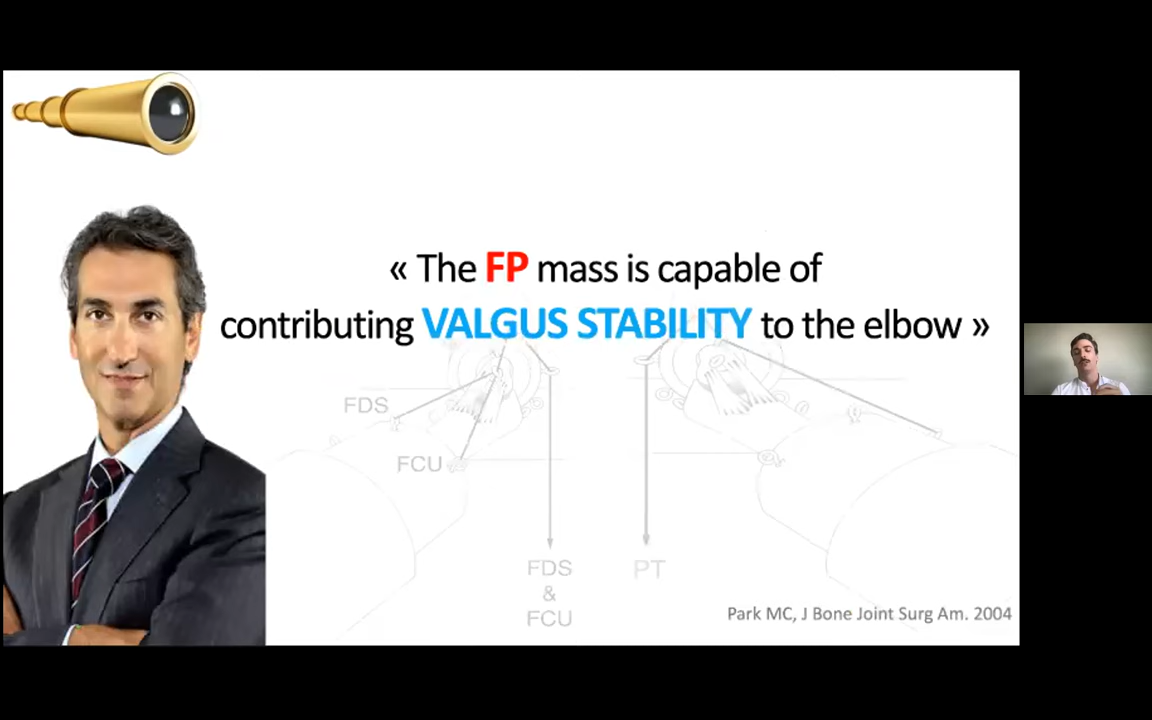 « The FP mass is capable of
contributing VALGUS STABILITY to the elbow »
FDS
FCU
FDS
&
FCU
PT
Park MC, J Bone Joint Surg Am. 2004